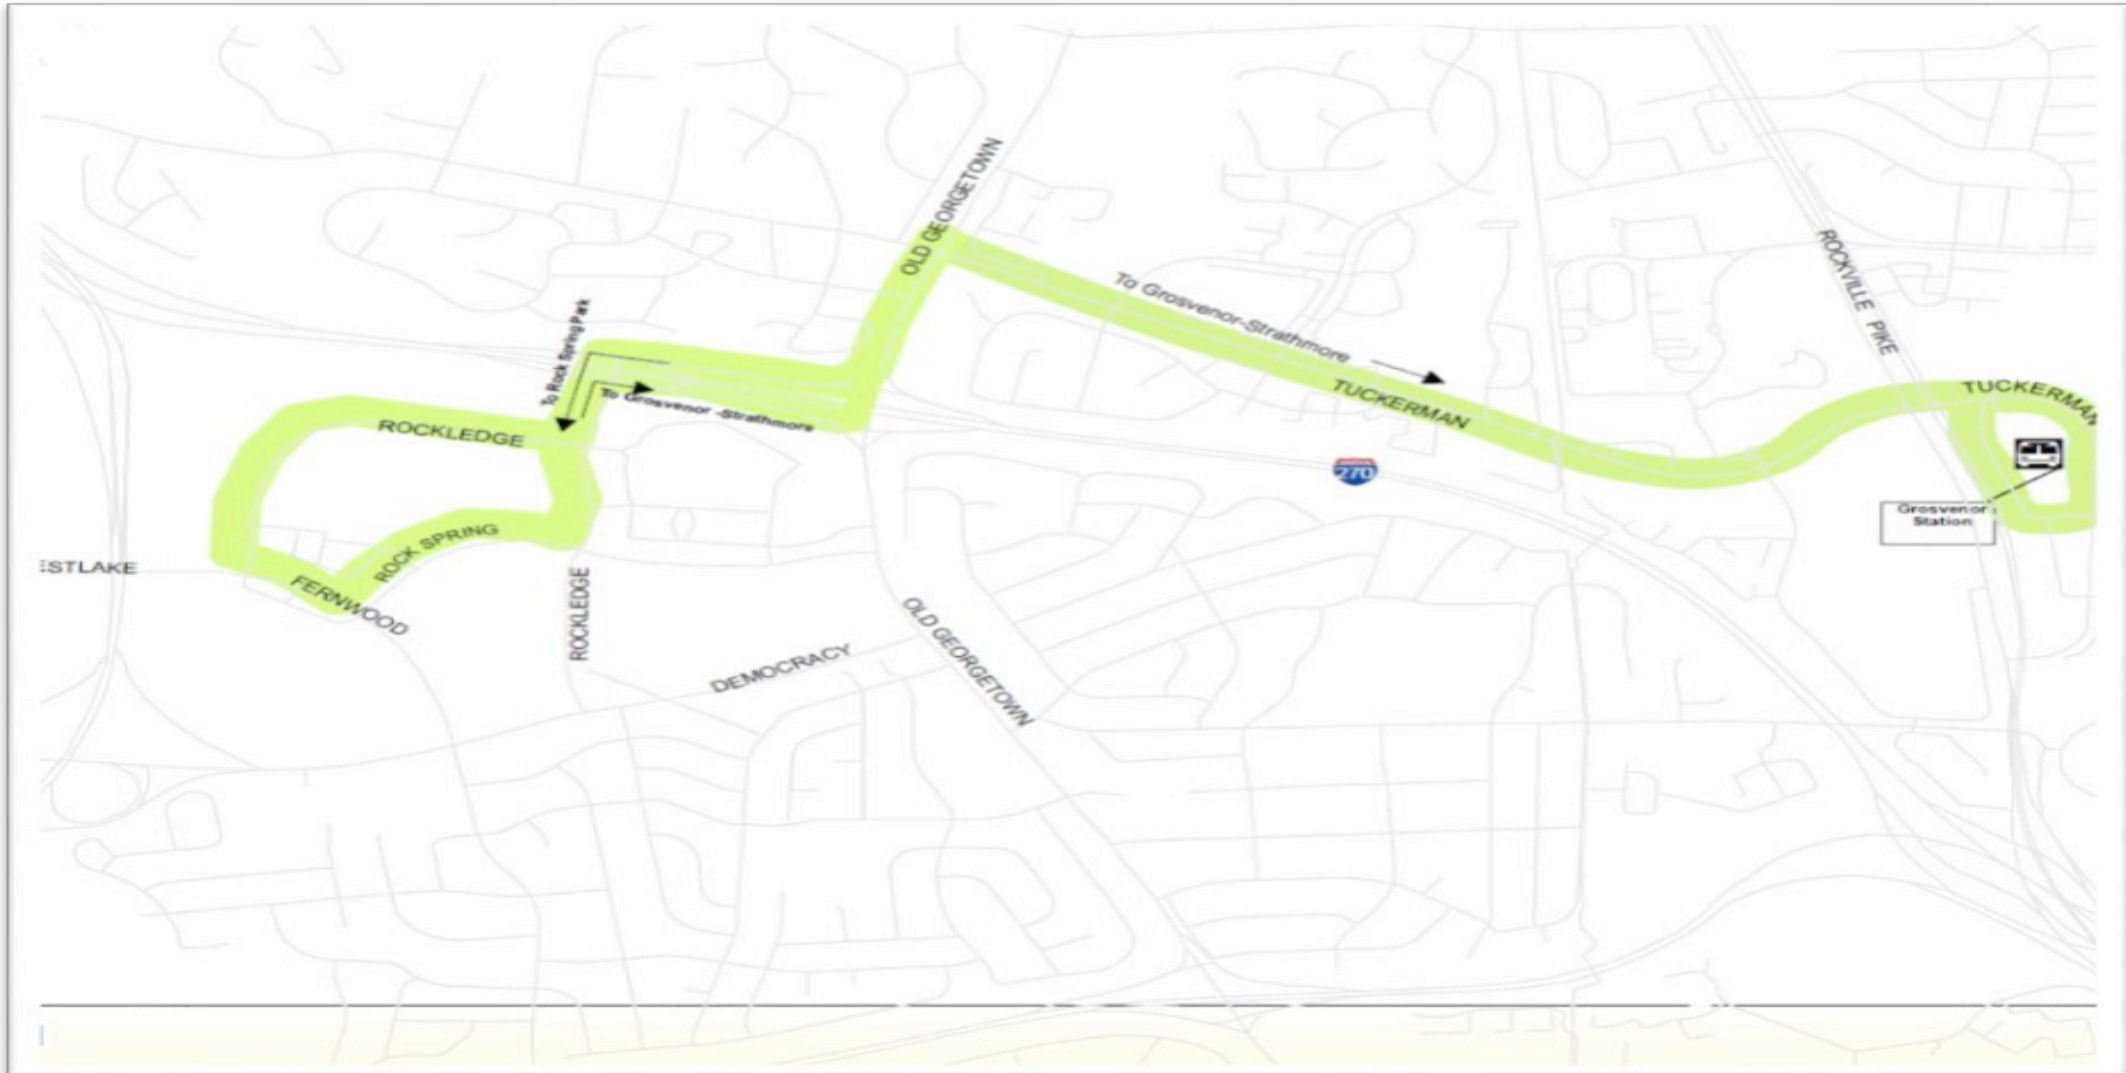 OLD GEORGETOWN
ROCKVILLE PIKE
To Grosvenor-Strathmore
To Rock Spring Park
To Grosvenor -Strathmore
TUCKERMAN
TUCKERMAN
ROCKLEDGE
270
Grosvenor
Station
ROCK SPRING
ESTLAKE
FERNWOOD
ROCKLEDGE
OLD GEORGETOWN
DEMOCRACY